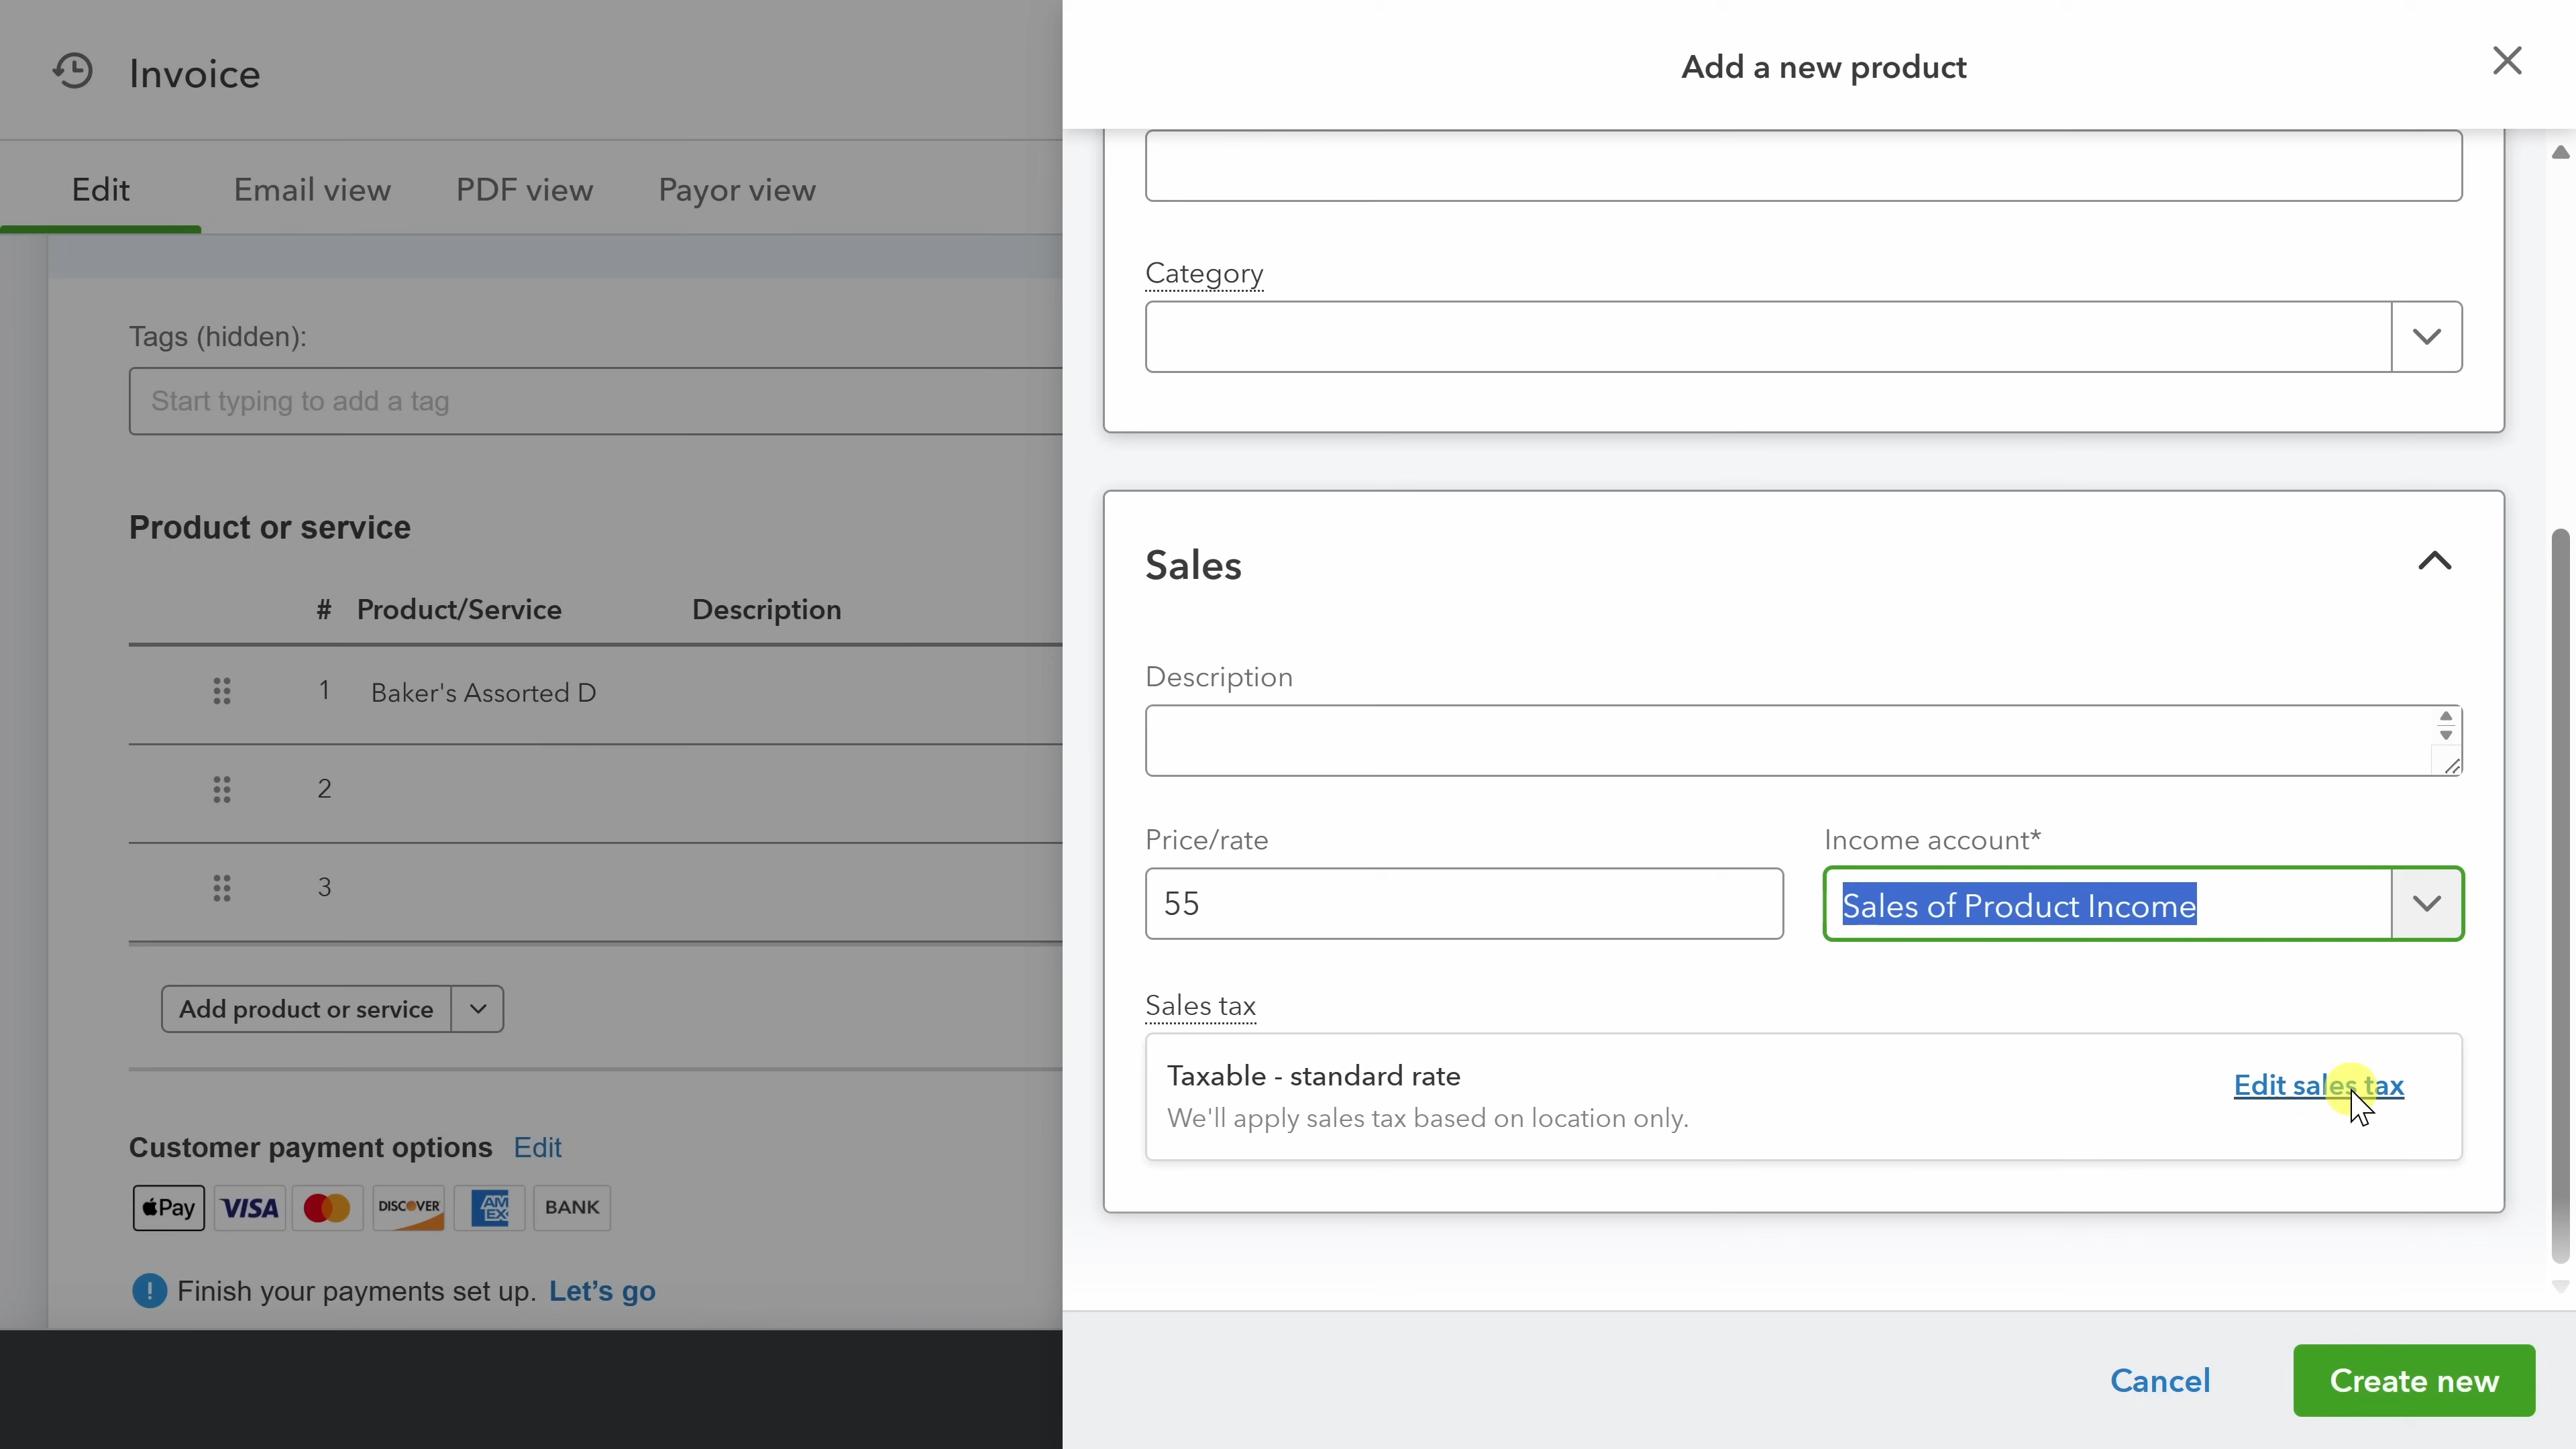 Invoice
Edit
Email view
PDF view
Payor view
Tags (hidden):
Start typing to add a tag
Product or service
# Product/Service Description
1 Baker's Assorted D
2
3
Add product or service
Customer payment options Edit
Pay VISA DISCOVER AM EX BANK
! Finish your payments set up. Let's go
Add a new product
Category
Sales
Description
Price/rate
Income account*
55
Sales of Product Income
Sales tax
Taxable - standard rate
Edit sales tax
We'll apply sales tax based on location only.
Cancel
Create new